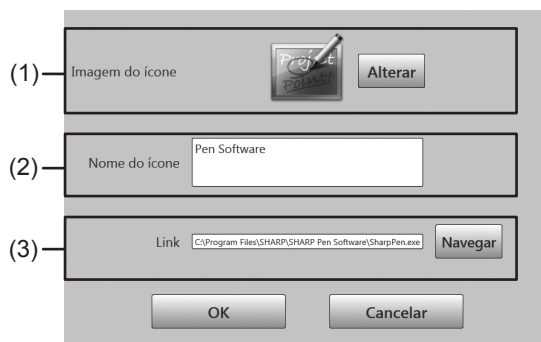 (1)
Imagem do ícone
Project
Point!
Alterar
(2)
Nome do ícone
Pen Software
(3)
Link
C:\Program Files\SHARP\SHARP Pen Software\SharpPen.exe
Navegar
OK
Cancelar